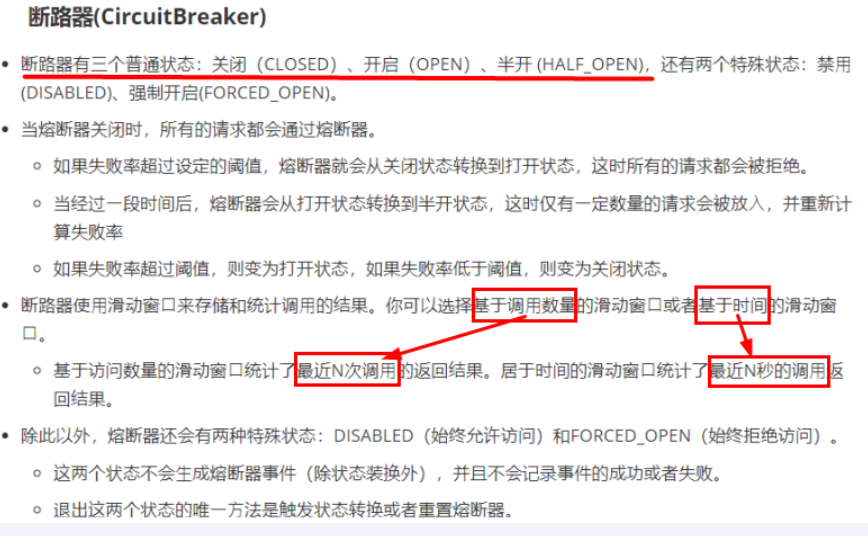 断路器(CircuitBreaker)
• 断路器有三个普通状态：关闭（CLOSED）、开启（OPEN）、半开 (HALF_OPEN)，还有两个特殊状态：禁用
(DISABLED)、强制开启(FORCED_OPEN)。
• 当熔断器关闭时，所有的请求都会通过熔断器。
○ 如果失败率超过设定的阈值，熔断器就会从关闭状态转换到打开状态，这时所有的请求都会被拒绝。
○ 当经过一段时间后，熔断器会从打开状态转换到半开状态，这时仅有一定数量的请求会被放入，并重新计
算失败率
○ 如果失败率超过阈值，则变为打开状态，如果失败率低于阈值，则变为关闭状态。
• 断路器使用滑动窗口来存储和统计调用的结果。你可以选择基于调用数量的滑动窗口或者基于时间的滑动窗
口。
○ 基于访问数量的滑动窗口统计了最近N次调用的返回结果。居于时间的滑动窗口统计了最近N秒的调用返
回结果。
• 除此以外，熔断器还会有两种特殊状态：DISABLED（始终允许访问）和FORCED_OPEN（始终拒绝访问）。
○ 这两个状态不会生成熔断器事件（除状态装换外），并且不会记录事件的成功或者失败。
○ 退出这两个状态的唯一方法是触发状态转换或者重置熔断器。